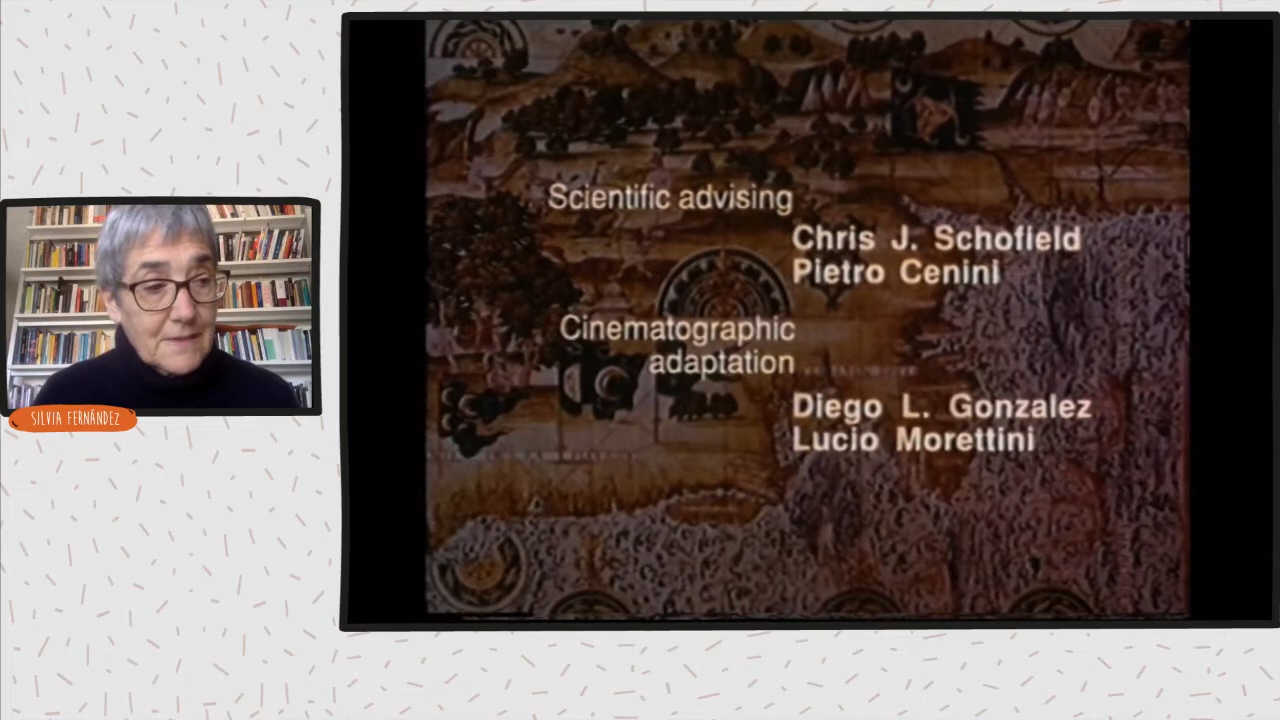 Scientific advising
Chris J. Schofield
Pietro Cenini
Cinematographic
adaptation
Diego L. Gonzalez
Lucio Morettini
SILVIA FERNÁNDEZ